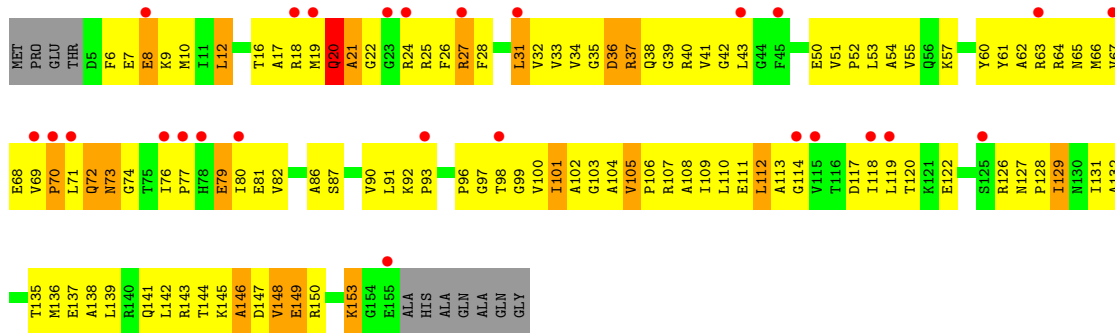 MET PRO GLU THR D5 F6 E7 E8 K9 M10 I11 L12 T16 A17 R18 M19 Q20 A21 G22 G23 R24 R25 F26 R27 F28 L31 V32 V33 V34 G35 D36 R37 Q38 G39 R40 V41 G42 L43 G44 F45 E50 V51 P52 L53 A54 V55 Q56 K57 Y60 Y61 A62 R63 R64 N65 M66 V67
E68 V69 P70 L71 Q72 N73 G74 T75 I76 P77 H78 E79 I80 E81 V82 A86 S87 V90 L91 K92 P93 P96 G97 T98 G99 V100 I101 A102 G103 A104 V105 P106 R107 A108 I109 L110 E111 L112 A113 G114 V115 T116 D117 I118 L119 T120 K121 E122 S125 R126 N127 P128 I129 N130 I131 A132
T135 M136 E137 A138 L139 R140 Q141 L142 R143 T144 K145 A146 D147 V148 E149 R150 K153 G154 E155 ALA HIS ALA GLN ALA GLN GLY